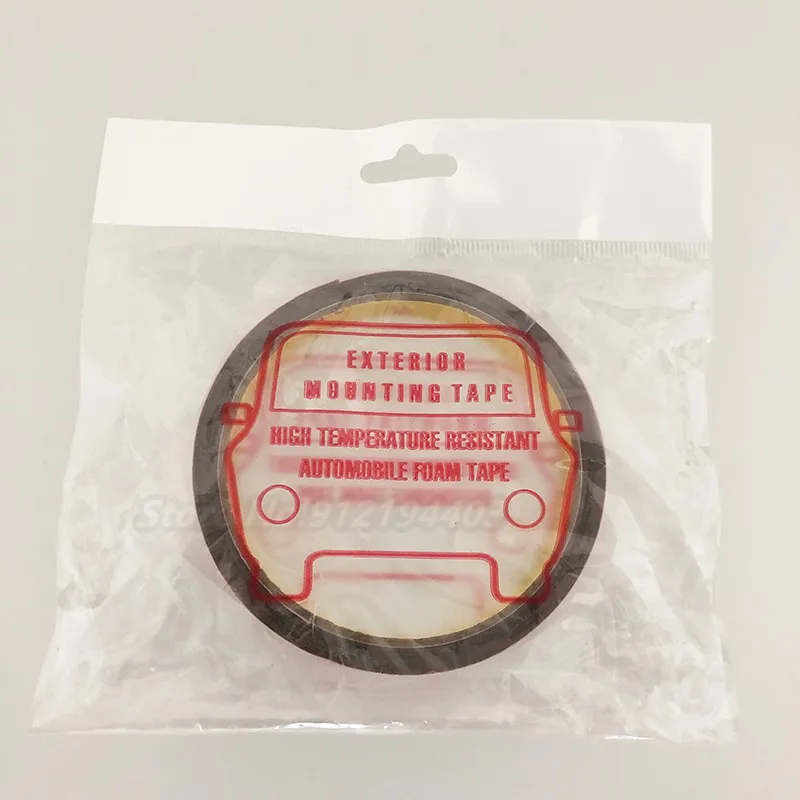 EXTERIOR
MOUNTING TAPE
HIGH TEMPERATURE RESISTANT
AUTOMOBILE FOAM TAPE